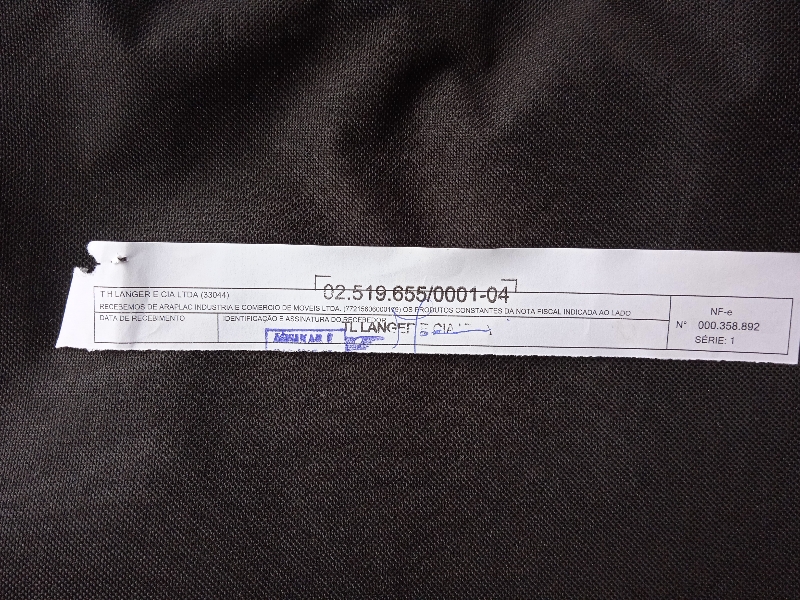 02.519.655/0001-04
T H LANGER E CIA LTDA (33044)
RECEBEMOS DE ARAPLAC INDUSTRIA E COMERCIO DE MOVEIS LTDA. OS PRODUTOS CONSTANTES DA NOTA FISCAL INDICADA AO LADO
DATA DE RECEBIMENTO
IDENTIFICAÇÃO E ASSINATURA DO RECEBEDOR
LANGER E CIA
NF-e
N° 000.358.892
SÉRIE: 1